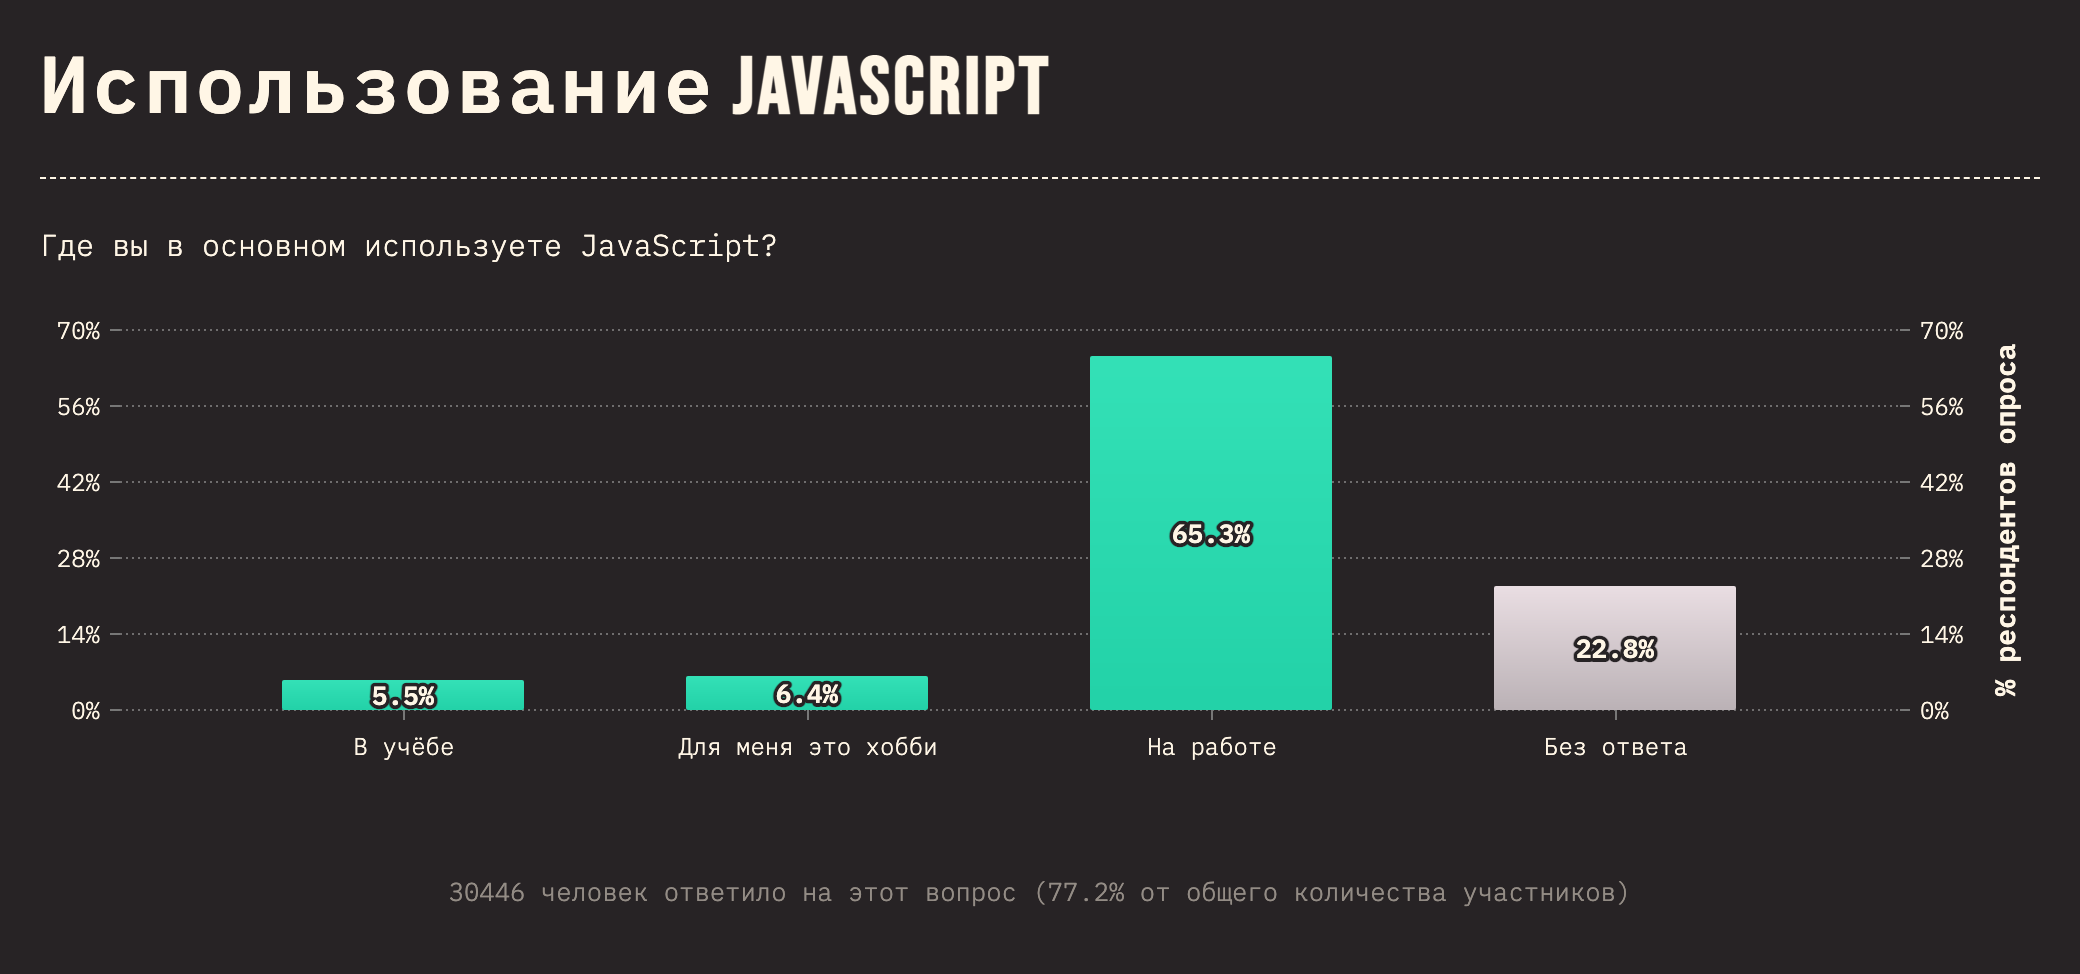 Использование JAVASCRIPT
Где вы в основном используете JavaScript?
70%
56%
42%
28%
14%
0%
5.5%
6.4%
65.3%
22.8%
В учёбе
Для меня это хобби
На работе
Без ответа
70%
56%
42%
28%
14%
0%
% респондентов опроса
30446 человек ответило на этот вопрос (77.2% от общего количества участников)